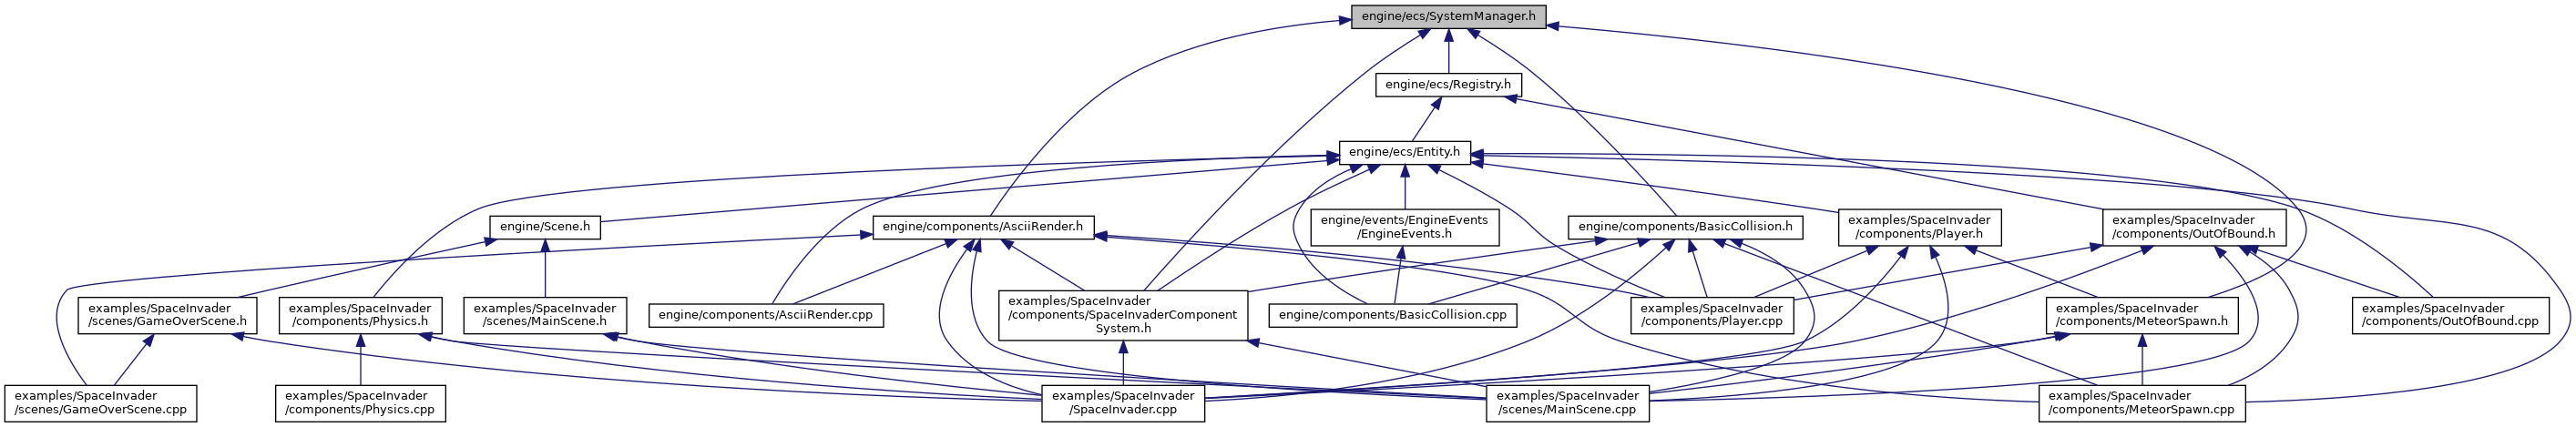 engine/ecs/SystemManager.h
engine/ecs/Registry.h
engine/ecs/Entity.h
engine/Scene.h
engine/components/AsciiRender.h
engine/events/EngineEvents
/EngineEvents.h
engine/components/BasicCollision.h
examples/SpaceInvader
/components/Player.h
examples/SpaceInvader
/components/OutOfBound.h
examples/SpaceInvader
/scenes/GameOverScene.h
examples/SpaceInvader
/components/Physics.h
examples/SpaceInvader
/scenes/MainScene.h
engine/components/AsciiRender.cpp
examples/SpaceInvader
/components/SpaceInvaderComponent
System.h
engine/components/BasicCollision.cpp
examples/SpaceInvader
/components/Player.cpp
examples/SpaceInvader
/components/MeteorSpawn.h
examples/SpaceInvader
/components/OutOfBound.cpp
examples/SpaceInvader
/scenes/GameOverScene.cpp
examples/SpaceInvader
/components/Physics.cpp
examples/SpaceInvader
/SpaceInvader.cpp
examples/SpaceInvader
/scenes/MainScene.cpp
examples/SpaceInvader
/components/MeteorSpawn.cpp